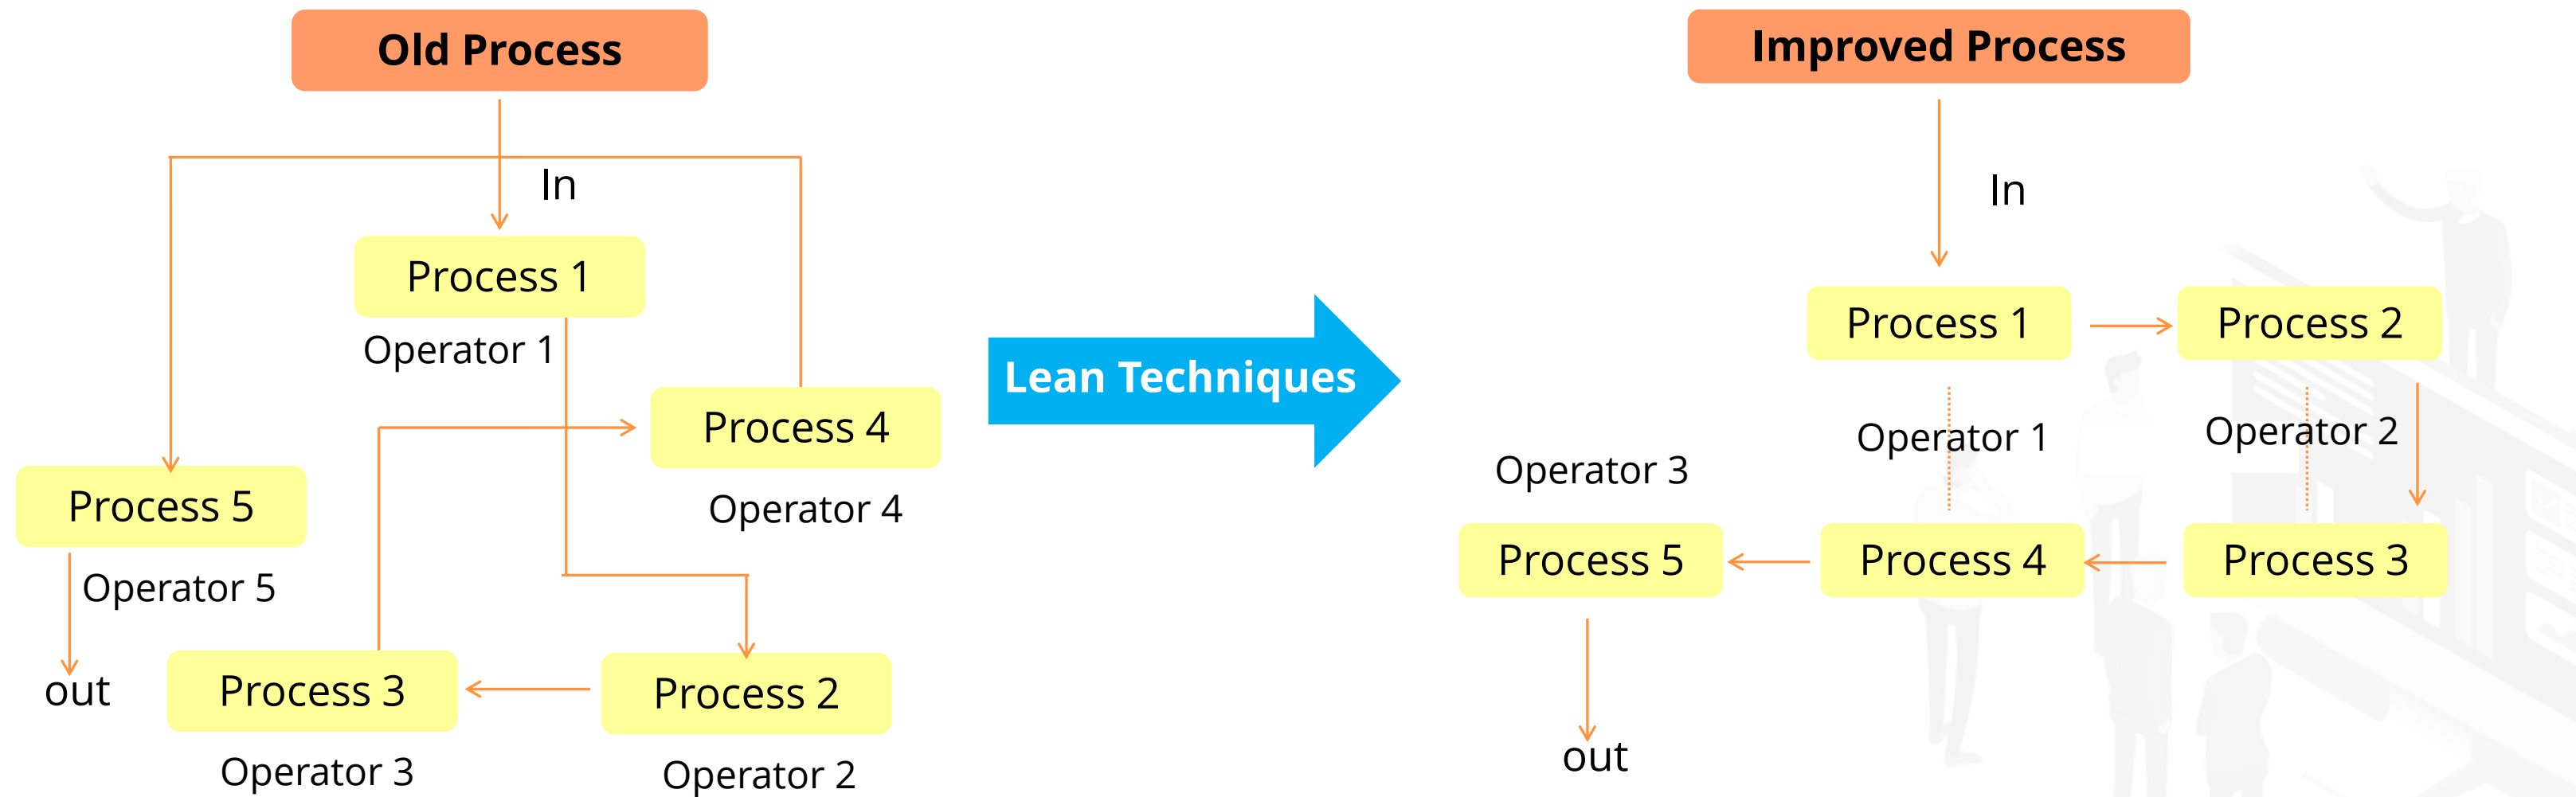 Old Process
In
Process 1
Operator 1
Process 4
Operator 4
Process 5
Operator 5
out
Process 3
Operator 3
Process 2
Operator 2
Lean Techniques
Improved Process
In
Process 1
Process 2
Operator 1
Operator 2
Operator 3
Process 5
Process 4
Process 3
out